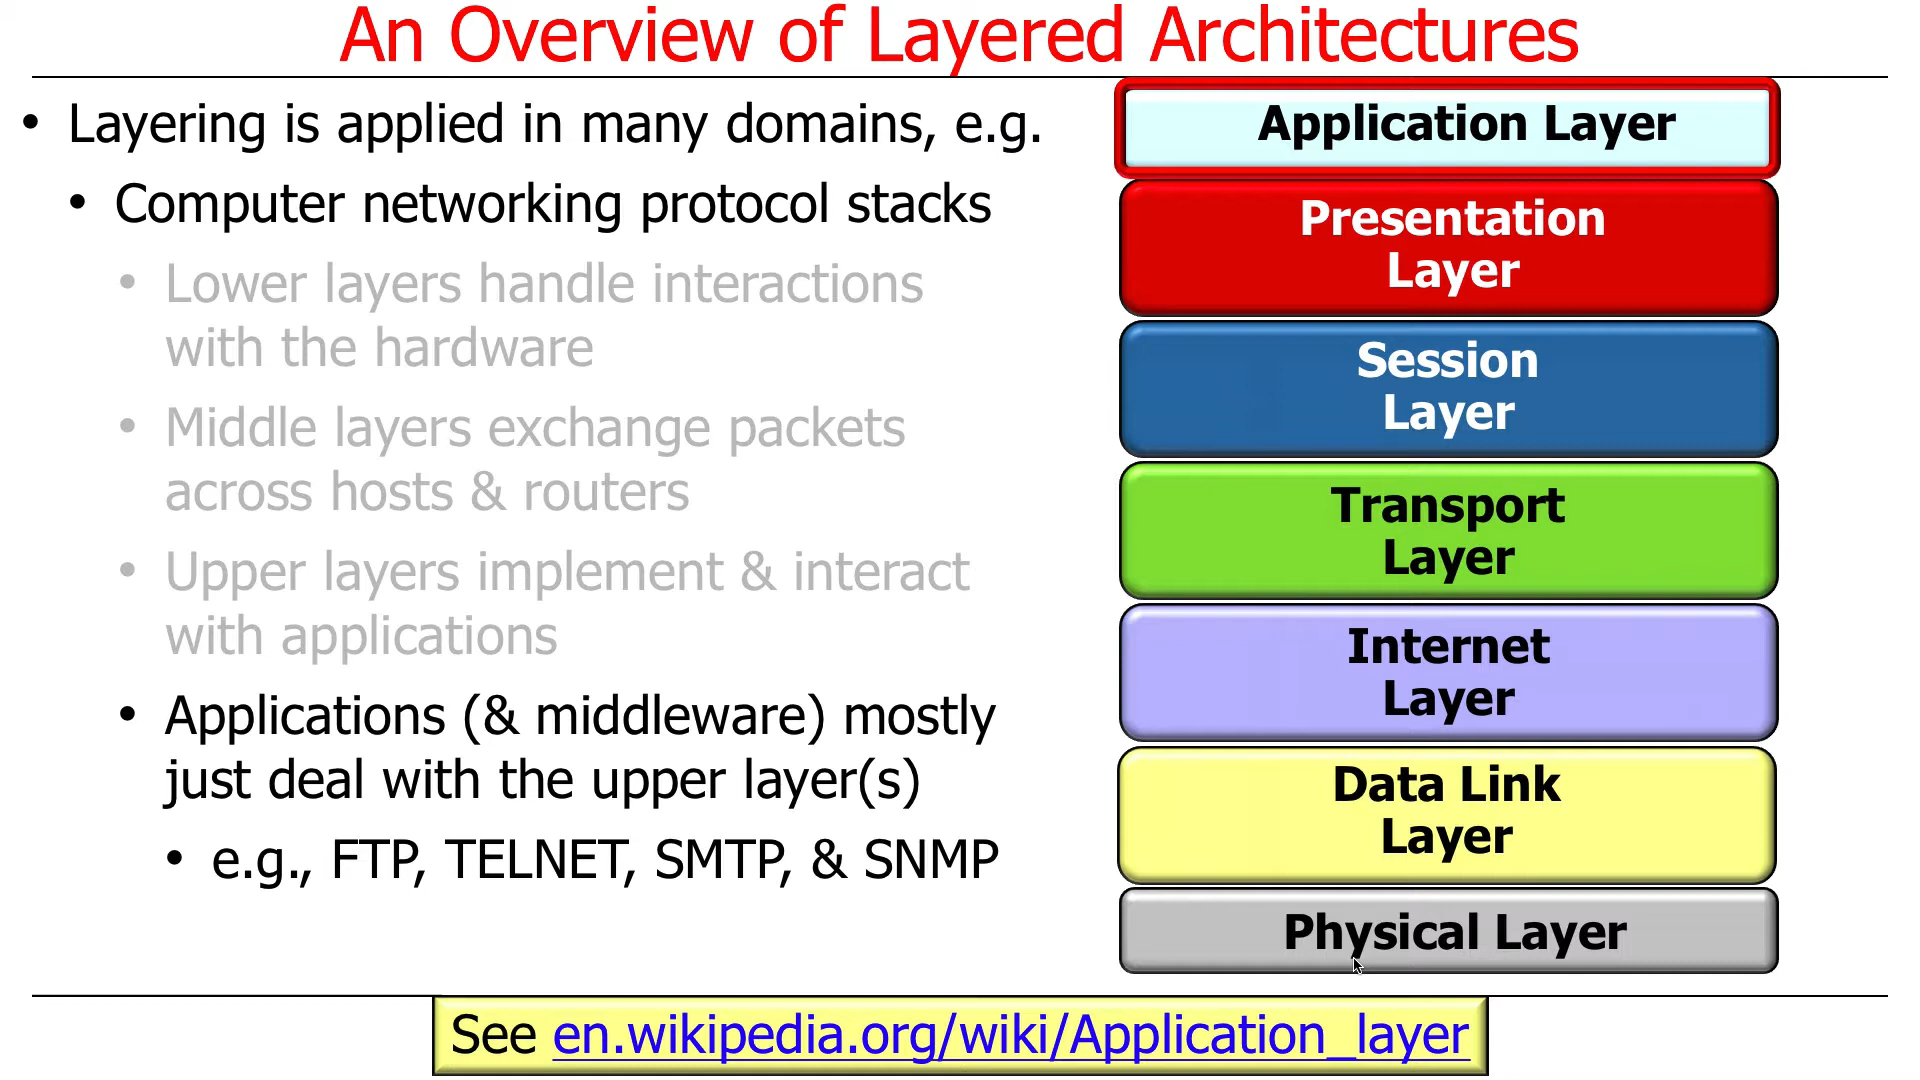 An Overview of Layered Architectures
• Layering is applied in many domains, e.g.
• Computer networking protocol stacks
• Lower layers handle interactions
with the hardware
• Middle layers exchange packets
across hosts & routers
• Upper layers implement & interact
with applications
• Applications (& middleware) mostly
just deal with the upper layer(s)
• e.g., FTP, TELNET, SMTP, & SNMP
Application Layer
Presentation
Layer
Session
Layer
Transport
Layer
Internet
Layer
Data Link
Layer
Physical Layer
See en.wikipedia.org/wiki/Application_layer